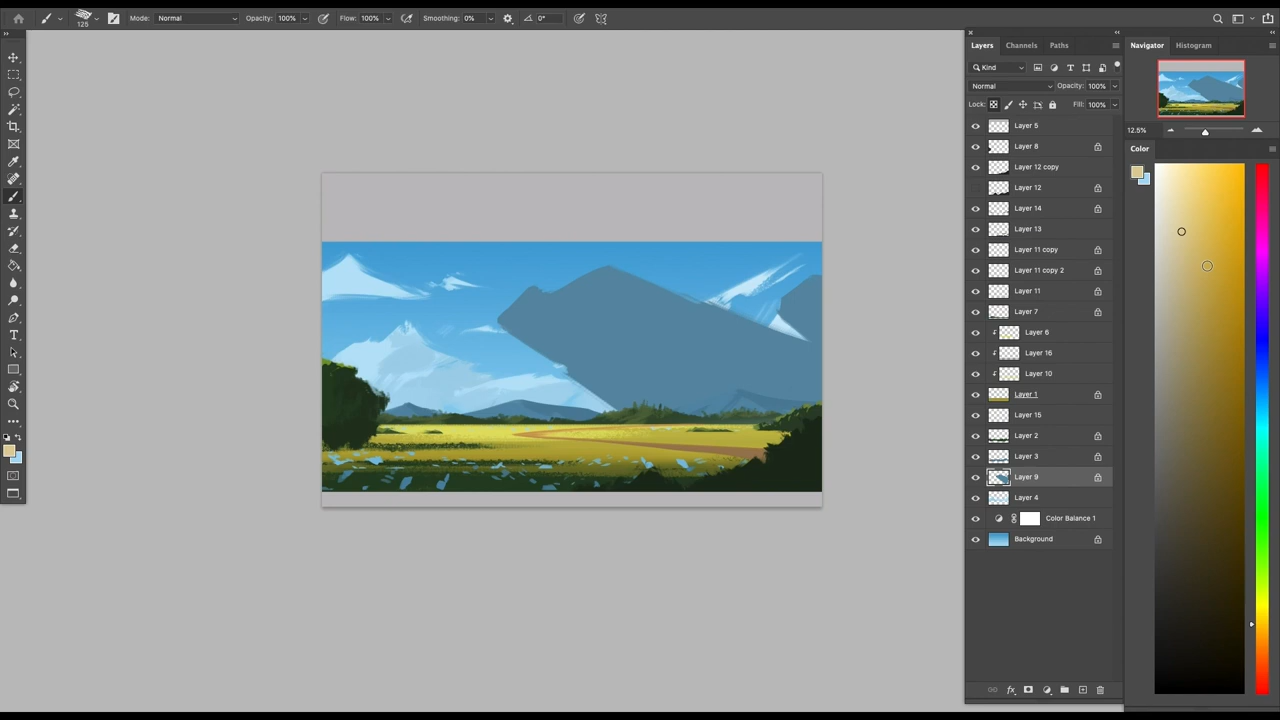 125 Mode: Normal Opacity: 100% Flow: 100% Smoothing: 0% 0°
Layers Channels Paths
Kind
Normal Opacity: 100%
Lock: Fill: 100%
Layer 5
Layer 8
Layer 12 copy
Layer 12
Layer 14
Layer 13
Layer 11 copy
Layer 11 copy 2
Layer 11
Layer 7
Layer 6
Layer 16
Layer 10
Layer 1
Layer 15
Layer 2
Layer 3
Layer 9
Layer 4
Color Balance 1
Background
fx
Navigator Histogram
12.5%
Color